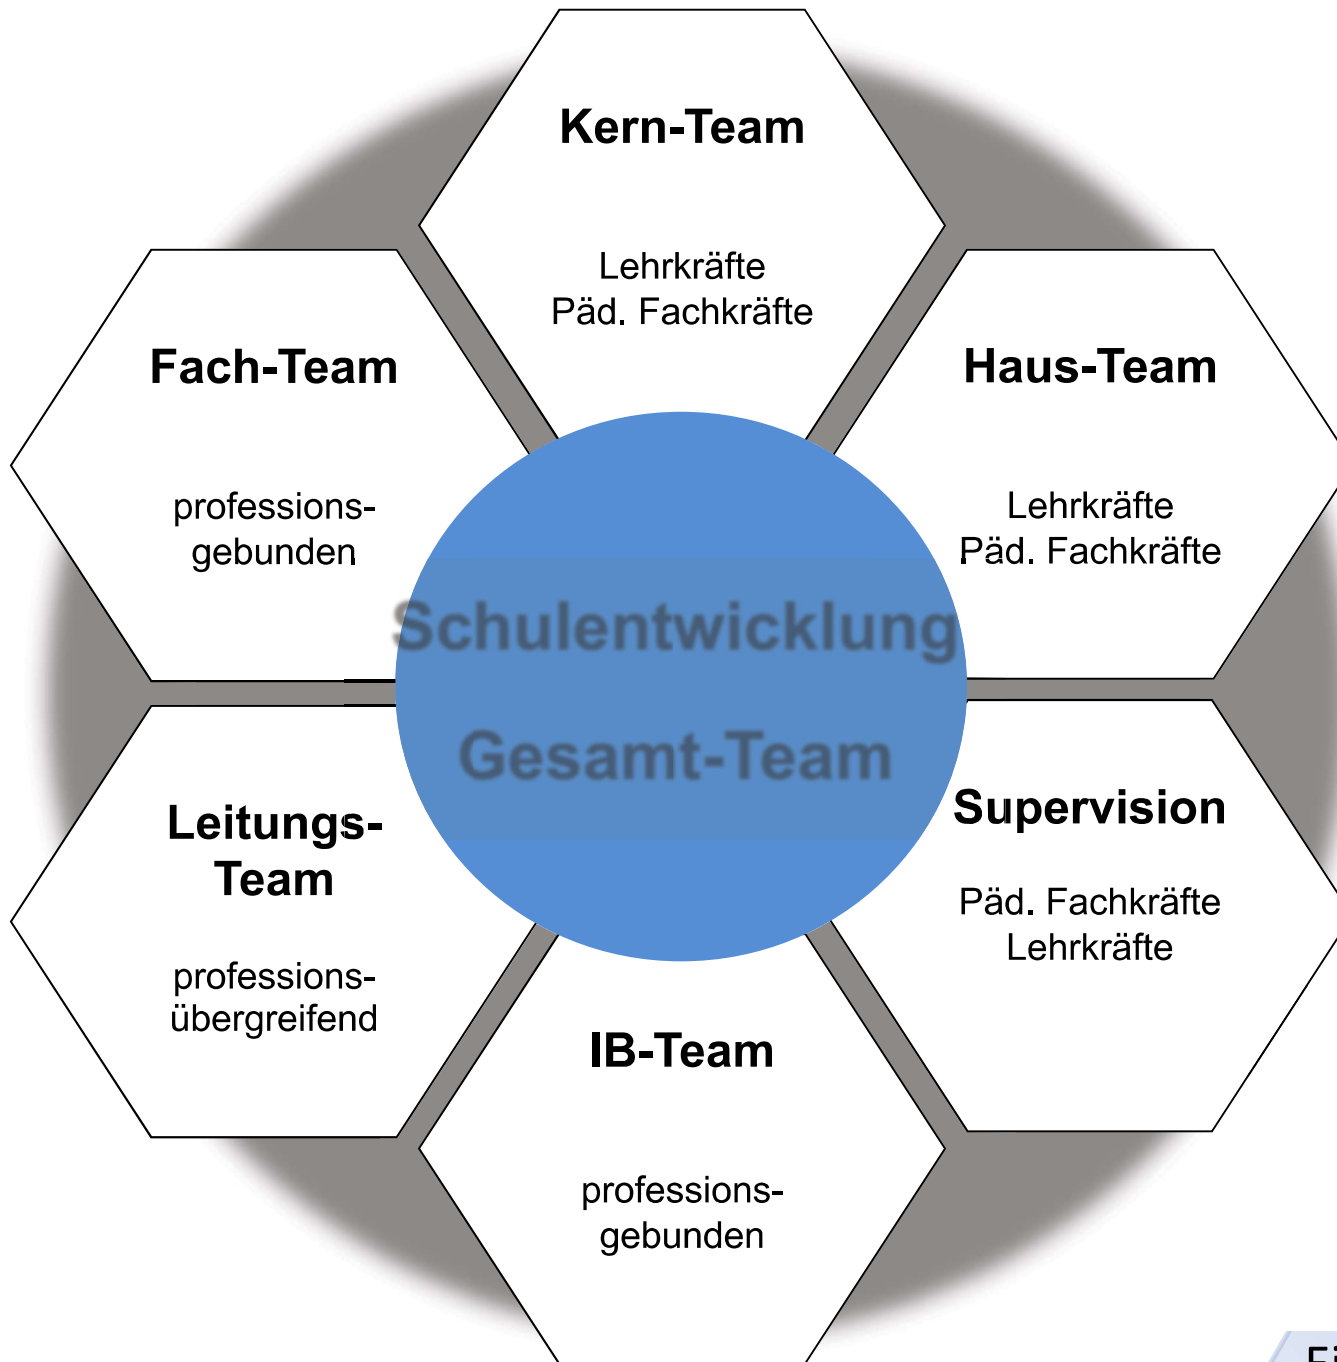 Kern-Team
Lehrkräfte
Päd. Fachkräfte
Fach-Team
professions-
gebunden
Haus-Team
Lehrkräfte
Päd. Fachkräfte
Schulentwicklung
Gesamt-Team
Leitungs-
Team
professions-
übergreifend
Supervision
Päd. Fachkräfte
Lehrkräfte
IB-Team
professions-
gebunden